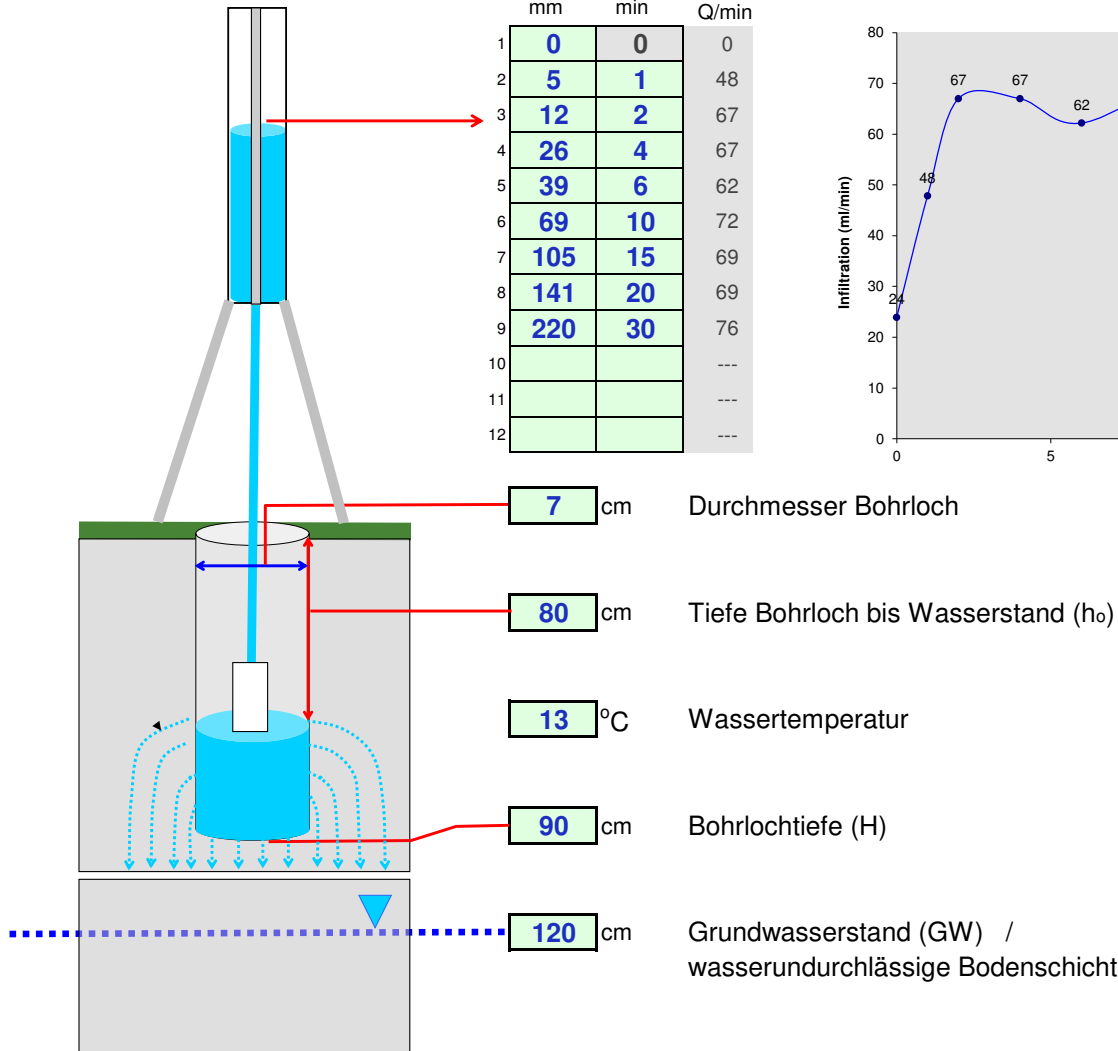 mm min Q/min
1 0 0 0
2 5 1 48
3 12 2 67
4 26 4 67
5 39 6 62
6 69 10 72
7 105 15 69
8 141 20 69
9 220 30 76
10 ---
11 ---
12 ---
80
70
60
50
40
30
20
10
0
0 5
Infiltration (ml/min)
24
48
67
67
62
7 cm Durchmesser Bohrloch
80 cm Tiefe Bohrloch bis Wasserstand (ho)
13 °C Wassertemperatur
90 cm Bohrlochtiefe (H)
120 cm Grundwasserstand (GW) /
wasserundurchlässige Bodenschicht